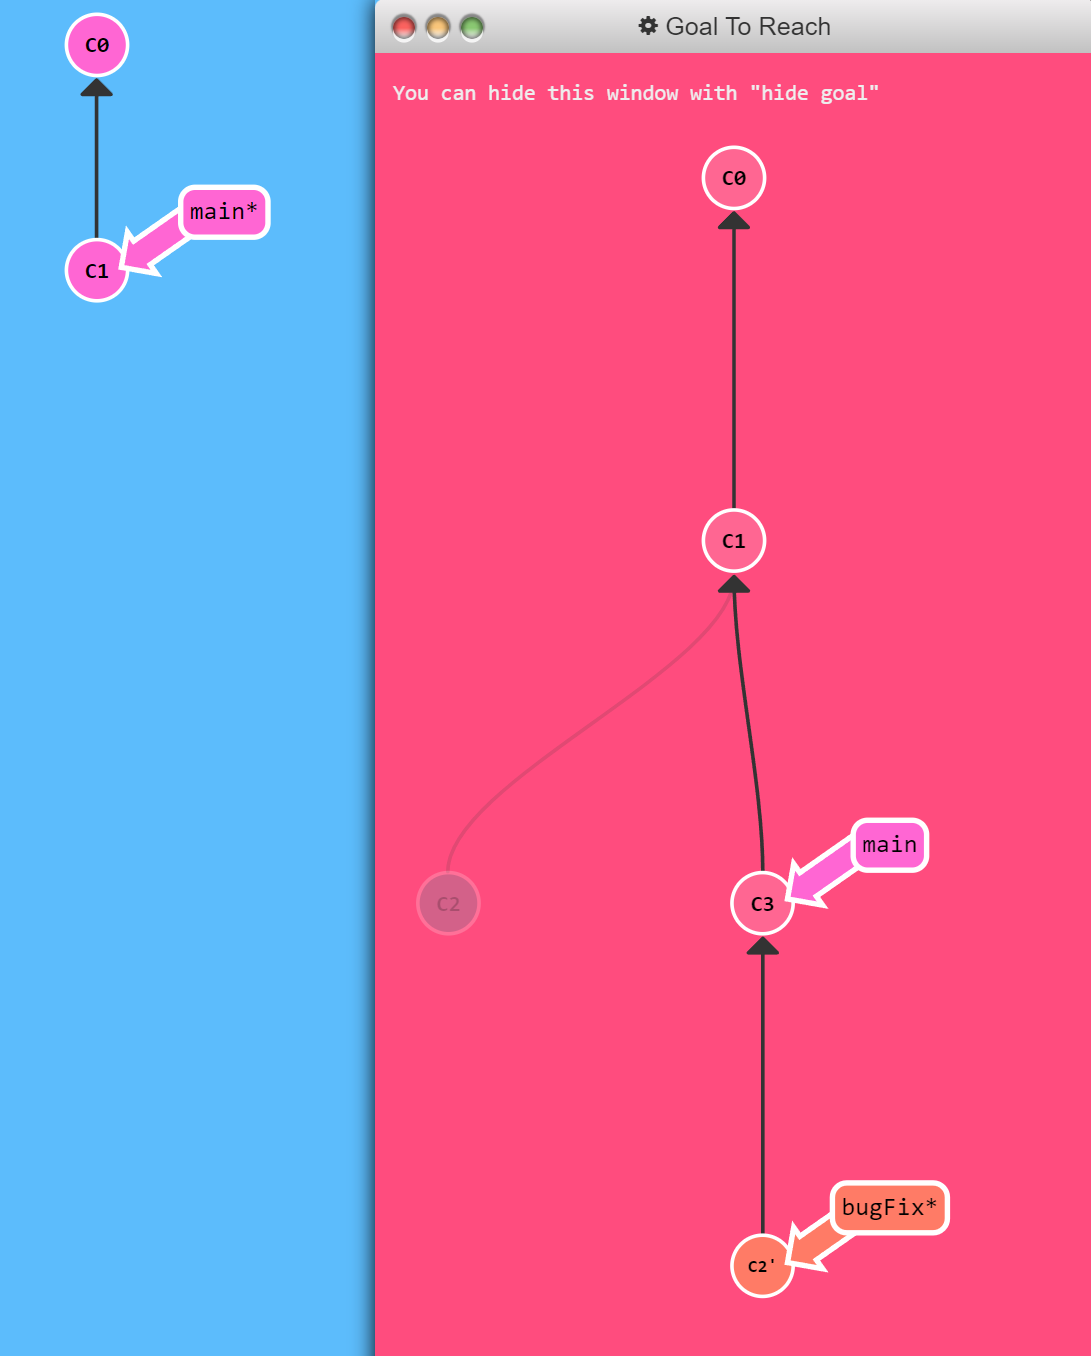 C0
main*
C1
Goal To Reach
You can hide this window with "hide goal"
C0
C1
main
C2
C3
bugFix*
C2'